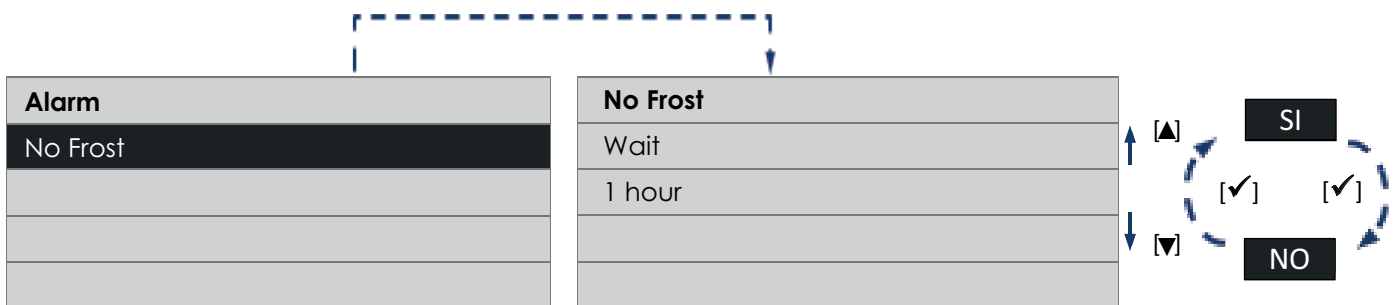 Alarm
No Frost
No Frost
Wait
1 hour
[▲]
[▼]
SI
[✓] [✓]
NO